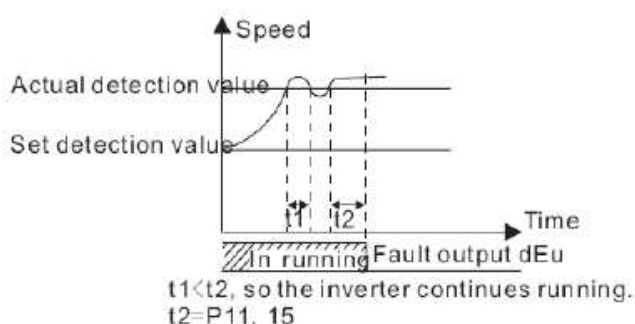 Speed
Actual detection value
Set detection value
t1 t2
Time
In running Fault output dEu
t1<t2, so the inverter continues running.
t2=P11, 15